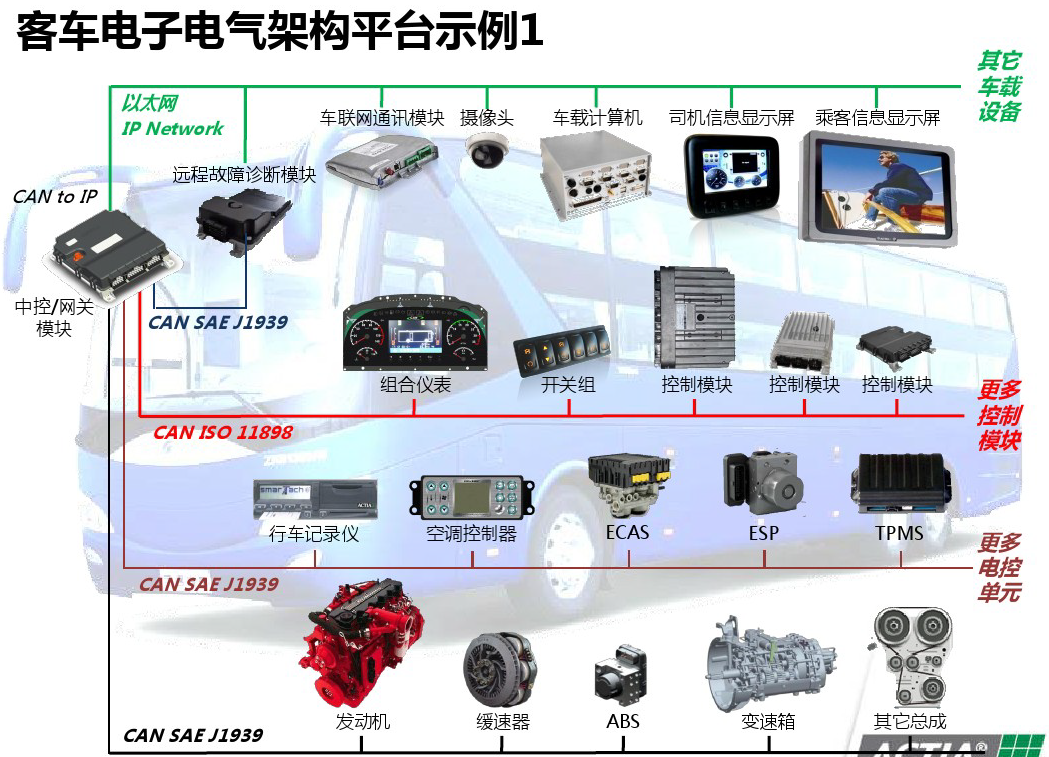 客车电子电气架构平台示例1
其它
车载
设备
以太网
IP Network
车联网通讯模块
摄像头
车载计算机
司机信息显示屏
乘客信息显示屏
远程故障诊断模块
CAN to IP
中控/网关
模块
CAN SAE J1939
组合仪表
开关组
控制模块
控制模块
控制模块
更多
控制
模块
CAN ISO 11898
smarTach
ACTIA
行车记录仪
空调控制器
ECAS
ESP
TPMS
更多
电控
单元
CAN SAE J1939
发动机
缓速器
ABS
变速箱
其它总成
CAN SAE J1939
ACTIA®